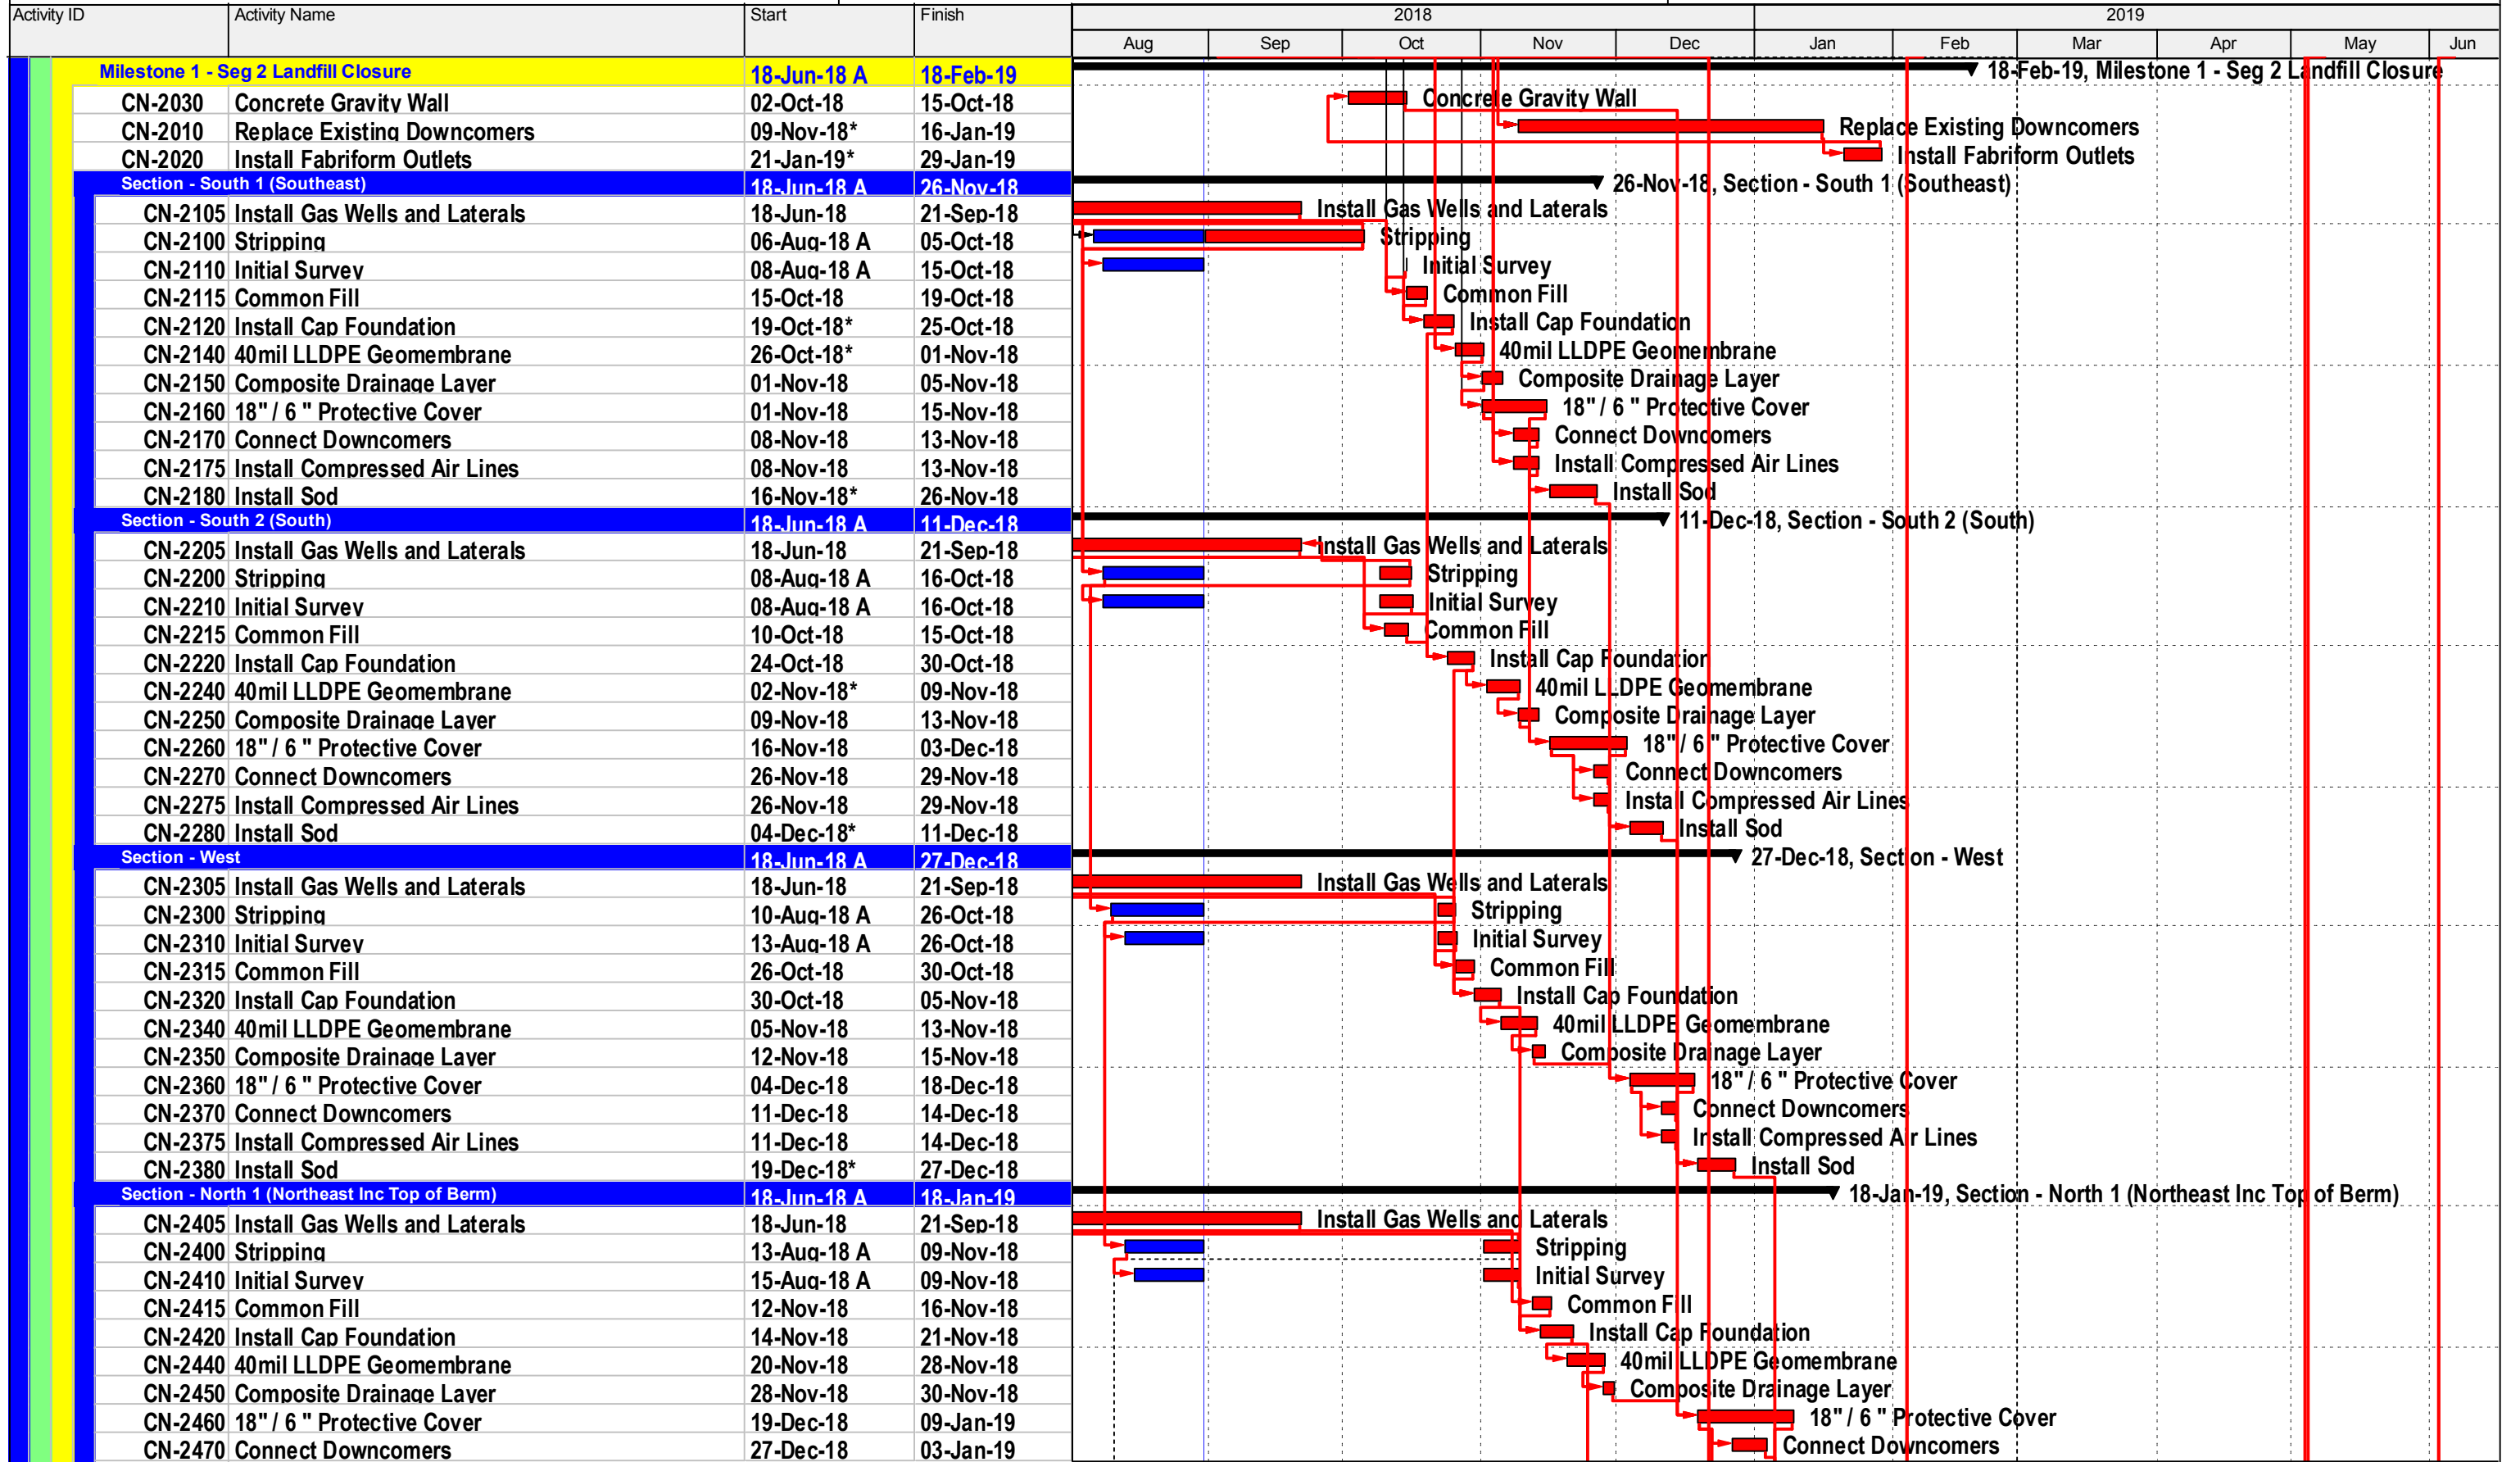 Activity ID Activity Name Start Finish 2018 2019
Aug Sep Oct Nov Dec Jan Feb Mar Apr May Jun
Milestone 1 - Seg 2 Landfill Closure 18-Jun-18 A 18-Feb-19 18-Feb-19, Milestone 1 - Seg 2 Landfill Closure
CN-2030 Concrete Gravity Wall 02-Oct-18 15-Oct-18 Concrete Gravity Wall
CN-2010 Replace Existing Downcomers 09-Nov-18* 16-Jan-19 Replace Existing Downcomers
CN-2020 Install Fabriform Outlets 21-Jan-19* 29-Jan-19 Install Fabriform Outlets
Section - South 1 (Southeast) 18-Jun-18 A 26-Nov-18 26-Nov-18, Section - South 1 (Southeast)
CN-2105 Install Gas Wells and Laterals 18-Jun-18 21-Sep-18 Install Gas Wells and Laterals
CN-2100 Stripping 06-Aug-18 A 05-Oct-18 Stripping
CN-2110 Initial Survey 08-Aug-18 A 15-Oct-18 Initial Survey
CN-2115 Common Fill 15-Oct-18 19-Oct-18 Common Fill
CN-2120 Install Cap Foundation 19-Oct-18* 25-Oct-18 Install Cap Foundation
CN-2140 40mil LLDPE Geomembrane 26-Oct-18* 01-Nov-18 40mil LLDPE Geomembrane
CN-2150 Composite Drainage Layer 01-Nov-18 05-Nov-18 Composite Drainage Layer
CN-2160 18" / 6 " Protective Cover 01-Nov-18 15-Nov-18 18" / 6 " Protective Cover
CN-2170 Connect Downcomers 08-Nov-18 13-Nov-18 Connect Downcomers
CN-2175 Install Compressed Air Lines 08-Nov-18 13-Nov-18 Install Compressed Air Lines
CN-2180 Install Sod 16-Nov-18* 26-Nov-18 Install Sod
Section - South 2 (South) 18-Jun-18 A 11-Dec-18 11-Dec-18, Section - South 2 (South)
CN-2205 Install Gas Wells and Laterals 18-Jun-18 21-Sep-18 Install Gas Wells and Laterals
CN-2200 Stripping 08-Aug-18 A 16-Oct-18 Stripping
CN-2210 Initial Survey 08-Aug-18 A 16-Oct-18 Initial Survey
CN-2215 Common Fill 10-Oct-18 15-Oct-18 Common Fill
CN-2220 Install Cap Foundation 24-Oct-18 30-Oct-18 Install Cap Foundation
CN-2240 40mil LLDPE Geomembrane 02-Nov-18* 09-Nov-18 40mil LLDPE Geomembrane
CN-2250 Composite Drainage Layer 09-Nov-18 13-Nov-18 Composite Drainage Layer
CN-2260 18" / 6 " Protective Cover 16-Nov-18 03-Dec-18 18" / 6 " Protective Cover
CN-2270 Connect Downcomers 26-Nov-18 29-Nov-18 Connect Downcomers
CN-2275 Install Compressed Air Lines 26-Nov-18 29-Nov-18 Install Compressed Air Lines
CN-2280 Install Sod 04-Dec-18* 11-Dec-18 Install Sod
Section - West 18-Jun-18 A 27-Dec-18 27-Dec-18, Section - West
CN-2305 Install Gas Wells and Laterals 18-Jun-18 21-Sep-18 Install Gas Wells and Laterals
CN-2300 Stripping 10-Aug-18 A 26-Oct-18 Stripping
CN-2310 Initial Survey 13-Aug-18 A 26-Oct-18 Initial Survey
CN-2315 Common Fill 26-Oct-18 30-Oct-18 Common Fill
CN-2320 Install Cap Foundation 30-Oct-18 05-Nov-18 Install Cap Foundation
CN-2340 40mil LLDPE Geomembrane 05-Nov-18 13-Nov-18 40mil LLDPE Geomembrane
CN-2350 Composite Drainage Layer 12-Nov-18 15-Nov-18 Composite Drainage Layer
CN-2360 18" / 6 " Protective Cover 04-Dec-18 18-Dec-18 18" / 6 " Protective Cover
CN-2370 Connect Downcomers 11-Dec-18 14-Dec-18 Connect Downcomers
CN-2375 Install Compressed Air Lines 11-Dec-18 14-Dec-18 Install Compressed Air Lines
CN-2380 Install Sod 19-Dec-18* 27-Dec-18 Install Sod
Section - North 1 (Northeast Inc Top of Berm) 18-Jun-18 A 18-Jan-19 18-Jan-19, Section - North 1 (Northeast Inc Top of Berm)
CN-2405 Install Gas Wells and Laterals 18-Jun-18 21-Sep-18 Install Gas Wells and Laterals
CN-2400 Stripping 13-Aug-18 A 09-Nov-18 Stripping
CN-2410 Initial Survey 15-Aug-18 A 09-Nov-18 Initial Survey
CN-2415 Common Fill 12-Nov-18 16-Nov-18 Common Fill
CN-2420 Install Cap Foundation 14-Nov-18 21-Nov-18 Install Cap Foundation
CN-2440 40mil LLDPE Geomembrane 20-Nov-18 28-Nov-18 40mil LLDPE Geomembrane
CN-2450 Composite Drainage Layer 28-Nov-18 30-Nov-18 Composite Drainage Layer
CN-2460 18" / 6 " Protective Cover 19-Dec-18 09-Jan-19 18" / 6 " Protective Cover
CN-2470 Connect Downcomers 27-Dec-18 03-Jan-19 Connect Downcomers